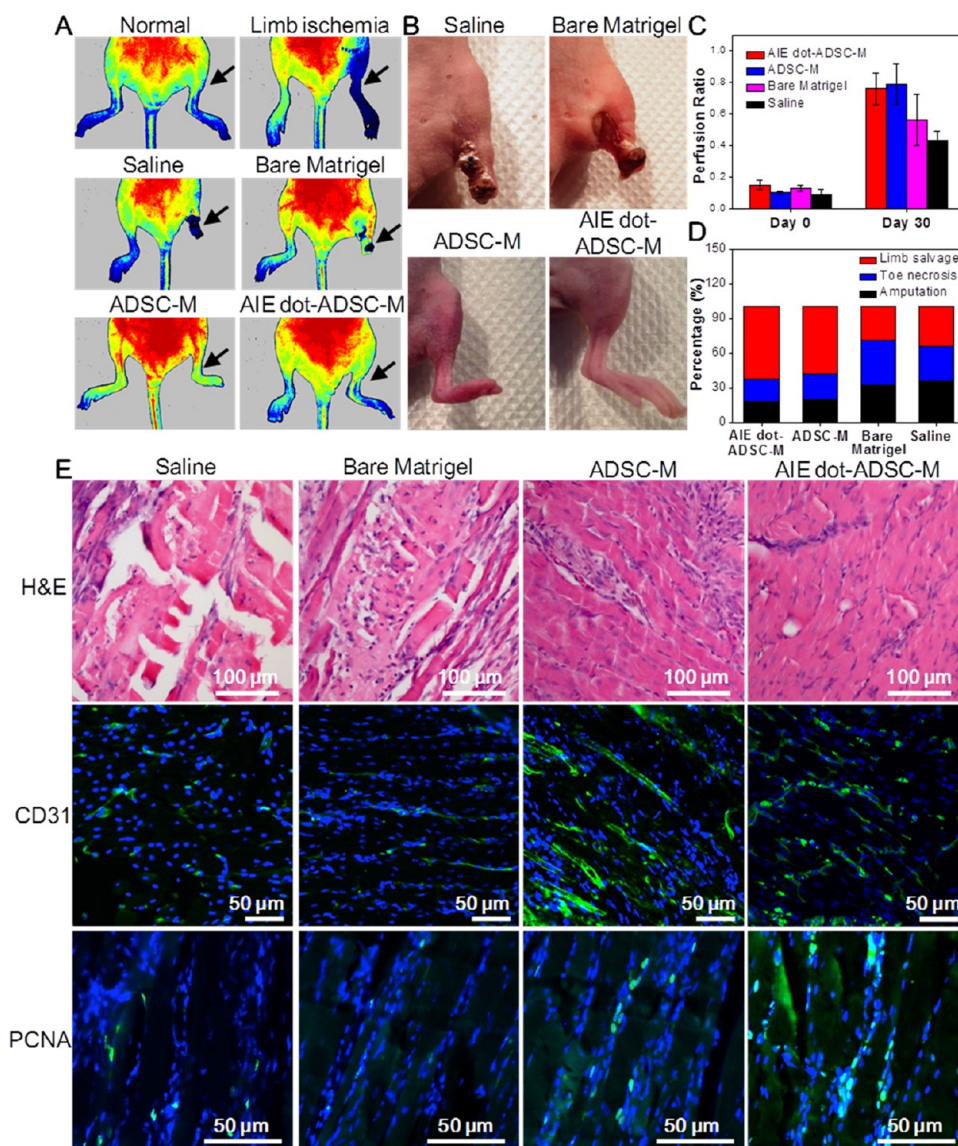 A
Normal
Limb ischemia
Saline
Bare Matrigel
ADSC-M
AIE dot-ADSC-M
B
Saline
Bare Matrigel
ADSC-M
AIE dot-
ADSC-M
C
Perfusion Ratio
1.0
0.8
0.6
0.4
0.2
0.0
AIE dot-ADSC-M
ADSC-M
Bare Matrigel
Saline
Day 0
Day 30
D
Percentage (%)
150
120
90
60
30
0
Limb salvage
Toe necrosis
Amputation
AIE dot-
ADSC-M
ADSC-M
Bare
Matrigel
Saline
E
Saline
Bare Matrigel
ADSC-M
AIE dot-ADSC-M
H&E
100 µm
100 µm
100 µm
100 µm
CD31
50 µm
50 µm
50 µm
50 µm
PCNA
50 µm
50 µm
50 µm
50 µm